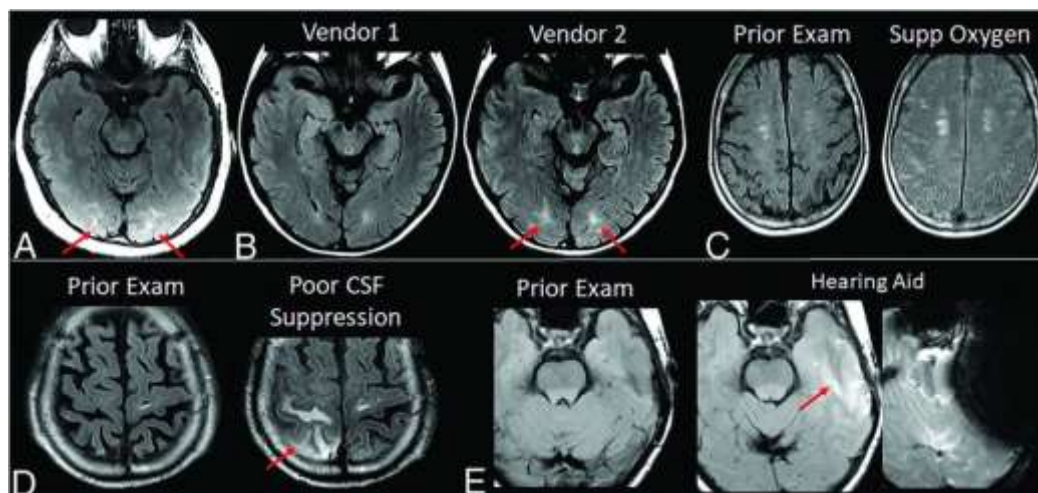 Vendor 1
Vendor 2
Prior Exam
Supp Oxygen
A
B
C
Prior Exam
Poor CSF
Suppression
Prior Exam
Hearing Aid
D
E